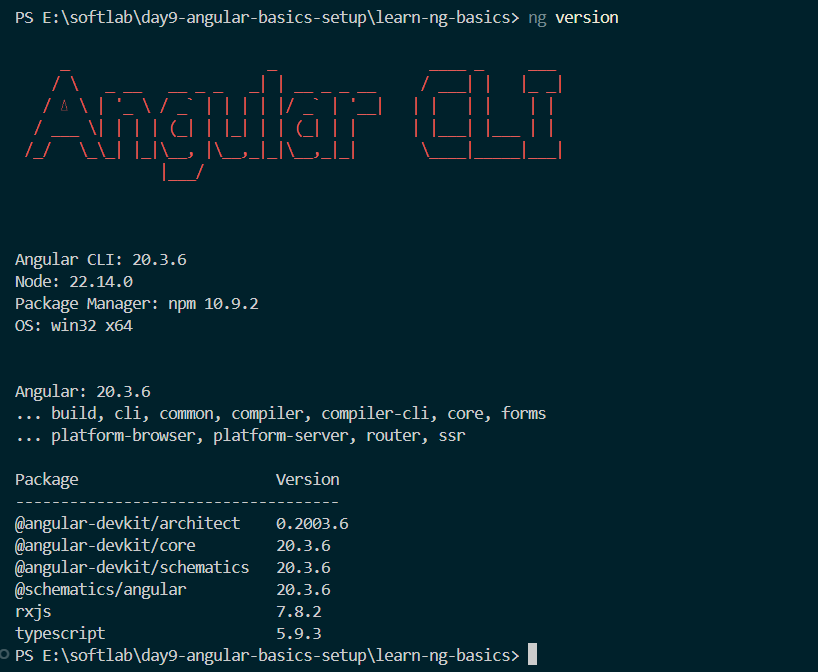 PS E:\softlab\day9-angular-basics-setup\learn-ng-basics> ng version
Angular CLI
Angular CLI: 20.3.6
Node: 22.14.0
Package Manager: npm 10.9.2
OS: win32 x64
Angular: 20.3.6
... build, cli, common, compiler, compiler-cli, core, forms
... platform-browser, platform-server, router, ssr
Package Version
------------------------------------
@angular-devkit/architect 0.2003.6
@angular-devkit/core 20.3.6
@angular-devkit/schematics 20.3.6
@schematics/angular 20.3.6
rxjs 7.8.2
typescript 5.9.3
PS E:\softlab\day9-angular-basics-setup\learn-ng-basics>